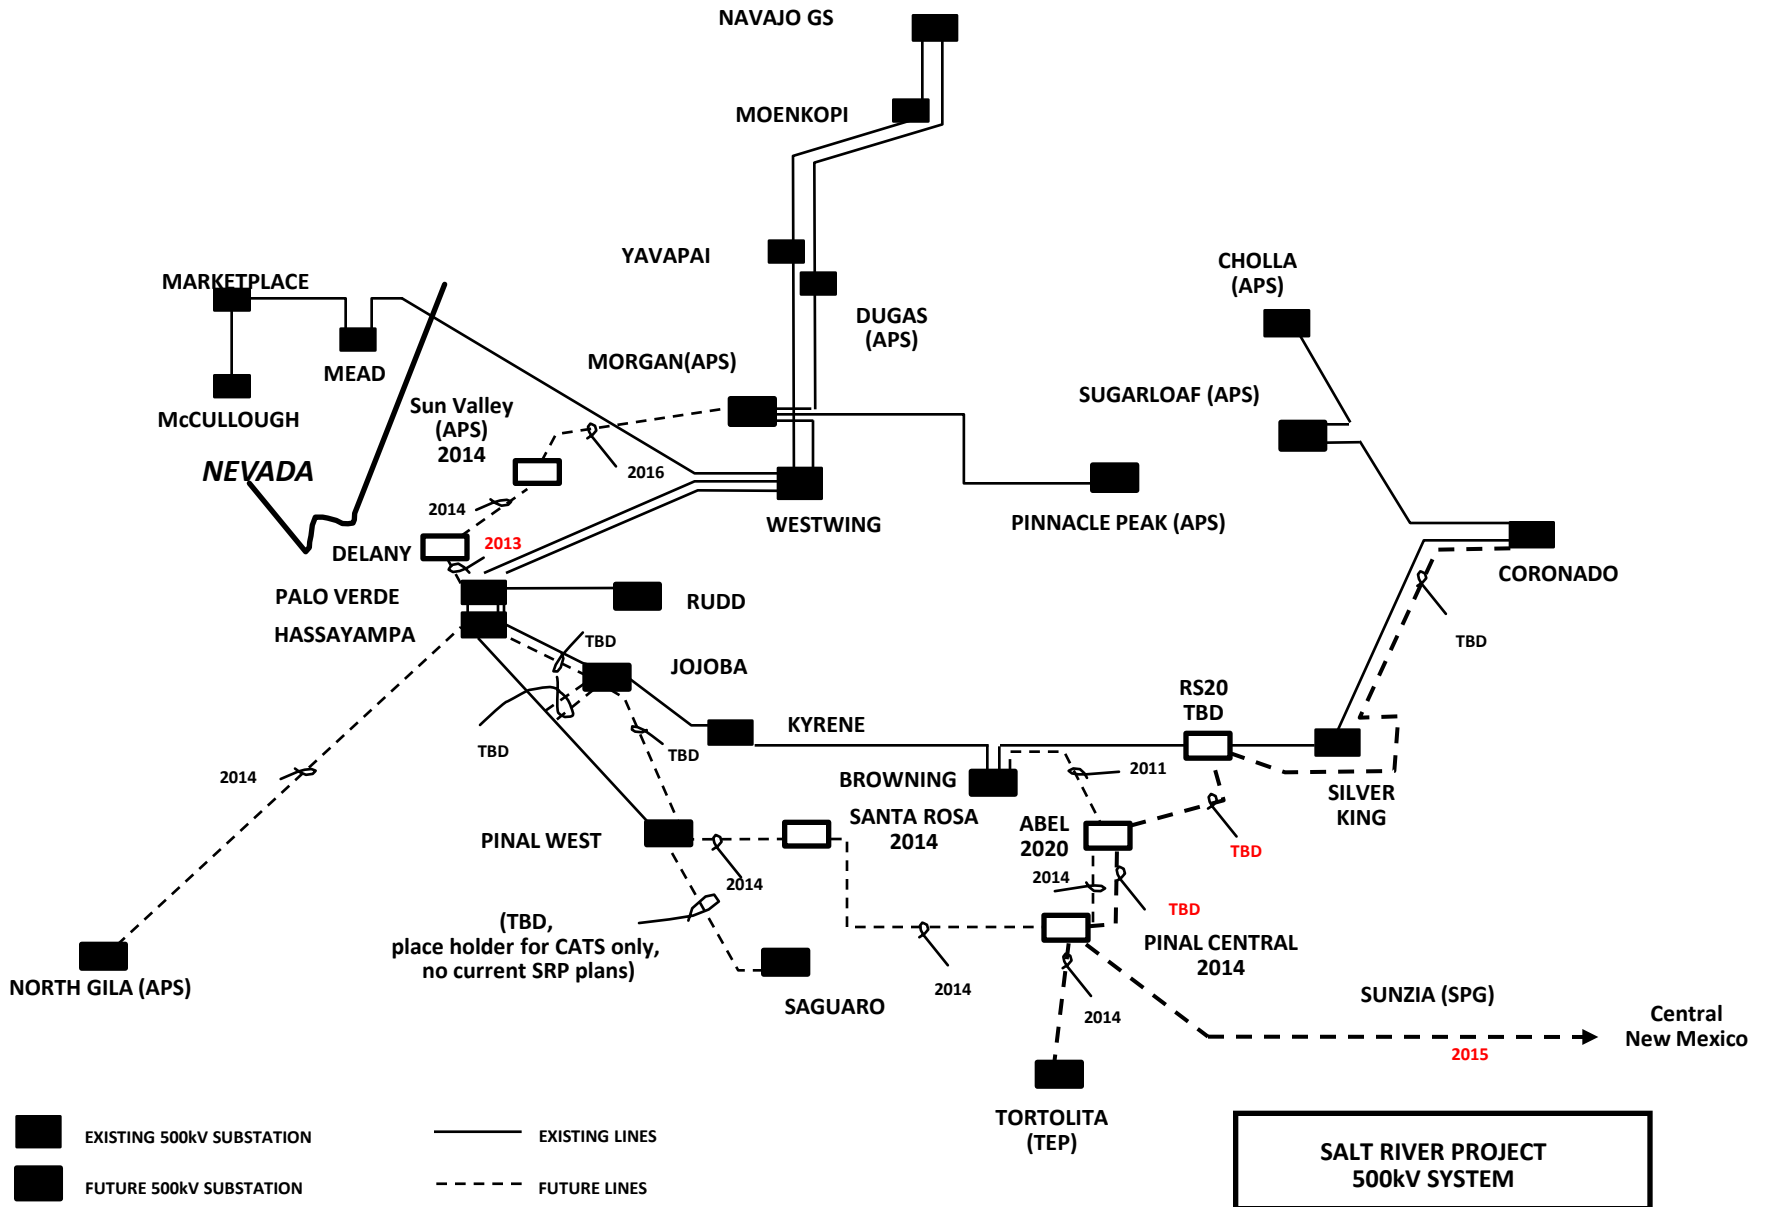 NAVAJO GS
MOENKOPI
YAVAPAI
CHOLLA
(APS)
MARKETPLACE
DUGAS
(APS)
MORGAN(APS)
MEAD
SUGARLOAF (APS)
Sun Valley
(APS)
2014
McCULLOUGH
NEVADA
2016
2014
WESTWING
PINNACLE PEAK (APS)
2013
DELANY
CORONADO
PALO VERDE
RUDD
HASSAYAMPA
TBD
TBD
JOJOBA
RS20
TBD
KYRENE
TBD
TBD
2014
2011
BROWNING
SILVER
KING
SANTA ROSA
2014
ABEL
2020
PINAL WEST
TBD
2014
2014
TBD
(TBD,
place holder for CATS only,
no current SRP plans)
PINAL CENTRAL
2014
NORTH GILA (APS)
2014
SAGUARO
SUNZIA (SPG)
2014
Central
New Mexico
2015
TORTOLITA
(TEP)
EXISTING 500kV SUBSTATION
EXISTING LINES
FUTURE 500kV SUBSTATION
FUTURE LINES
SALT RIVER PROJECT
500kV SYSTEM